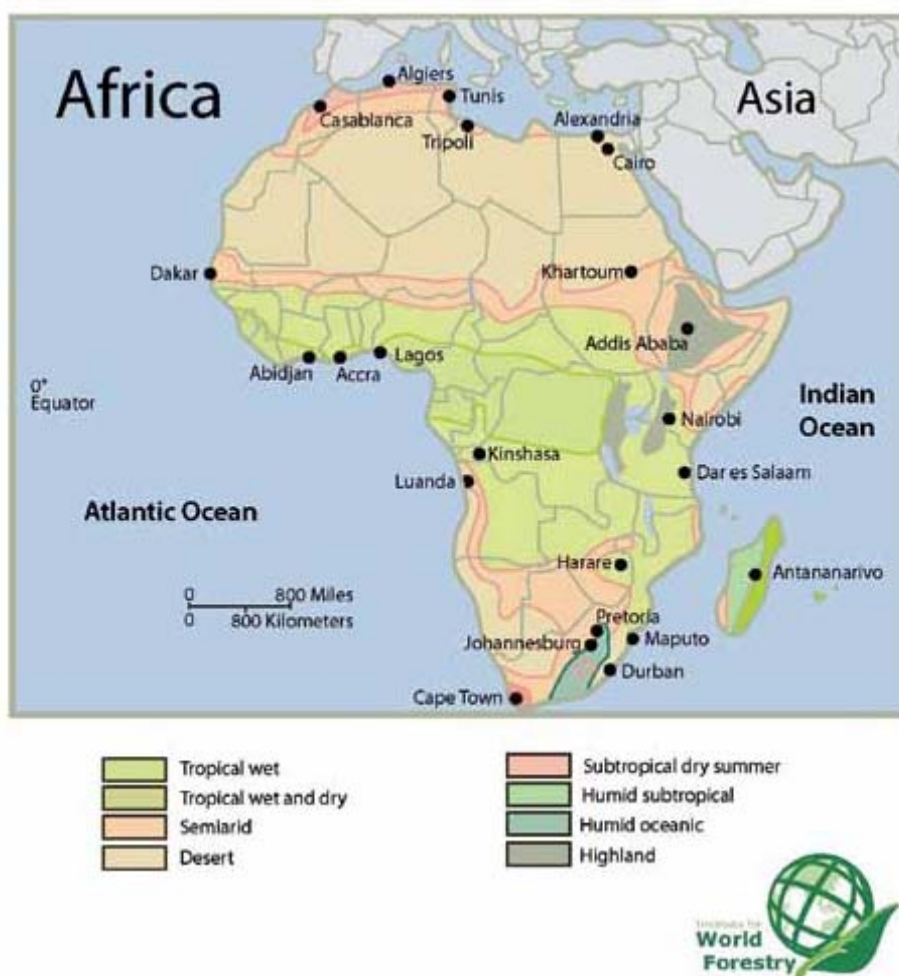 Africa
Asia
Algiers
Tunis
Casablanca
Tripoli
Alexandria
Cairo
Dakar
Khartoum
Addis Ababa
Abidjan
Accra
Lagos
0°
Equator
Indian
Ocean
Nairobi
Kinshasa
Dar es Salaam
Luanda
Atlantic Ocean
Harare
Antananarivo
0 800 Miles
0 800 Kilometers
Pretoria
Johannesburg
Maputo
Durban
Cape Town
Tropical wet
Tropical wet and dry
Semiarid
Desert
Subtropical dry summer
Humid subtropical
Humid oceanic
Highland
World
Forestry